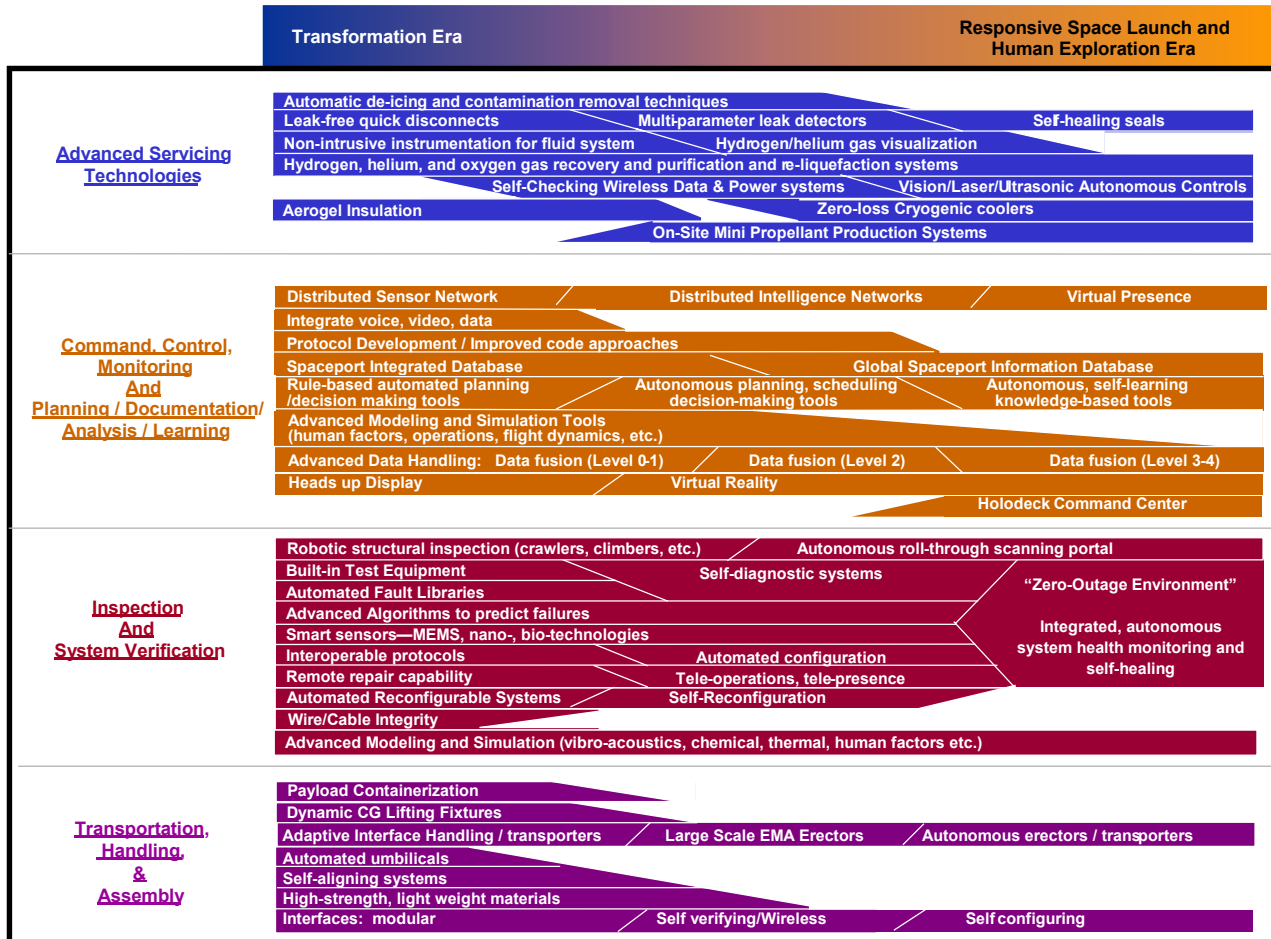 Transformation Era
Responsive Space Launch and
Human Exploration Era
Advanced Servicing
Technologies
Automatic de-icing and contamination removal techniques
Leak-free quick disconnects
Multi-parameter leak detectors
Self-healing seals
Non-intrusive instrumentation for fluid system
Hydrogen/helium gas visualization
Hydrogen, helium, and oxygen gas recovery and purification and re-liquefaction systems
Self-Checking Wireless Data & Power systems
Vision/Laser/Ultrasonic Autonomous Controls
Aerogel Insulation
Zero-loss Cryogenic coolers
On-Site Mini Propellant Production Systems
Command, Control,
Monitoring
And
Planning / Documentation/
Analysis / Learning
Distributed Sensor Network
Distributed Intelligence Networks
Virtual Presence
Integrate voice, video, data
Protocol Development / Improved code approaches
Spaceport Integrated Database
Global Spaceport Information Database
Rule-based automated planning
/decision making tools
Autonomous planning, scheduling
decision-making tools
Autonomous, self-learning
knowledge-based tools
Advanced Modeling and Simulation Tools
(human factors, operations, flight dynamics, etc.)
Advanced Data Handling: Data fusion (Level 0-1)
Data fusion (Level 2)
Data fusion (Level 3-4)
Heads up Display
Virtual Reality
Holodeck Command Center
Inspection
And
System Verification
Robotic structural inspection (crawlers, climbers, etc.)
Autonomous roll-through scanning portal
Built-in Test Equipment
Self-diagnostic systems
Automated Fault Libraries
Advanced Algorithms to predict failures
Smart sensors—MEMS, nano-, bio-technologies
Interoperable protocols
Automated configuration
Remote repair capability
Tele-operations, tele-presence
Automated Reconfigurable Systems
Self-Reconfiguration
Wire/Cable Integrity
Advanced Modeling and Simulation (vibro-acoustics, chemical, thermal, human factors etc.)
“Zero-Outage Environment”
Integrated, autonomous
system health monitoring and
self-healing
Transportation,
Handling,
&
Assembly
Payload Containerization
Dynamic CG Lifting Fixtures
Adaptive Interface Handling / transporters
Large Scale EMA Erectors
Autonomous erectors / transporters
Automated umbilicals
Self-aligning systems
High-strength, light weight materials
Interfaces: modular
Self verifying/Wireless
Self configuring